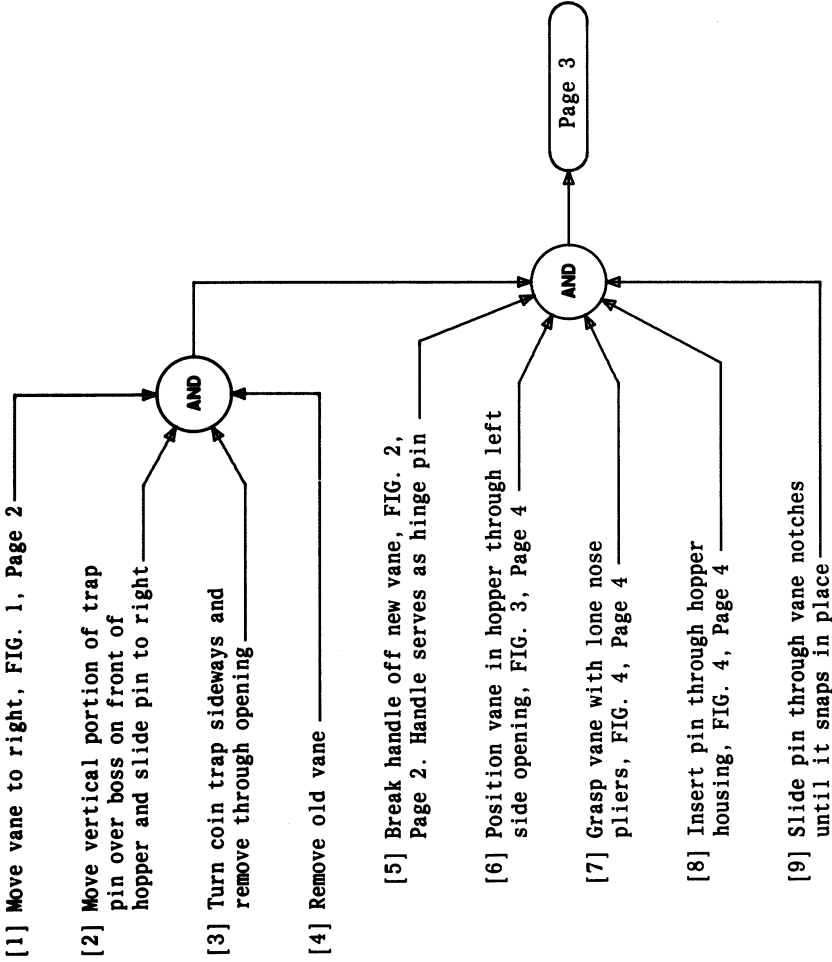 [1] Move vane to right, FIG. 1, Page 2
[2] Move vertical portion of trap
pin over boss on front of
hopper and slide pin to right
[3] Turn coin trap sideways and
remove through opening
[4] Remove old vane
AND
[5] Break handle off new vane, FIG. 2,
Page 2. Handle serves as hinge pin
[6] Position vane in hopper through left
side opening, FIG. 3, Page 4
[7] Grasp vane with lone nose
pliers, FIG. 4, Page 4
[8] Insert pin through hopper
housing, FIG. 4, Page 4
[9] Slide pin through vane notches
until it snaps in place
AND
Page 3